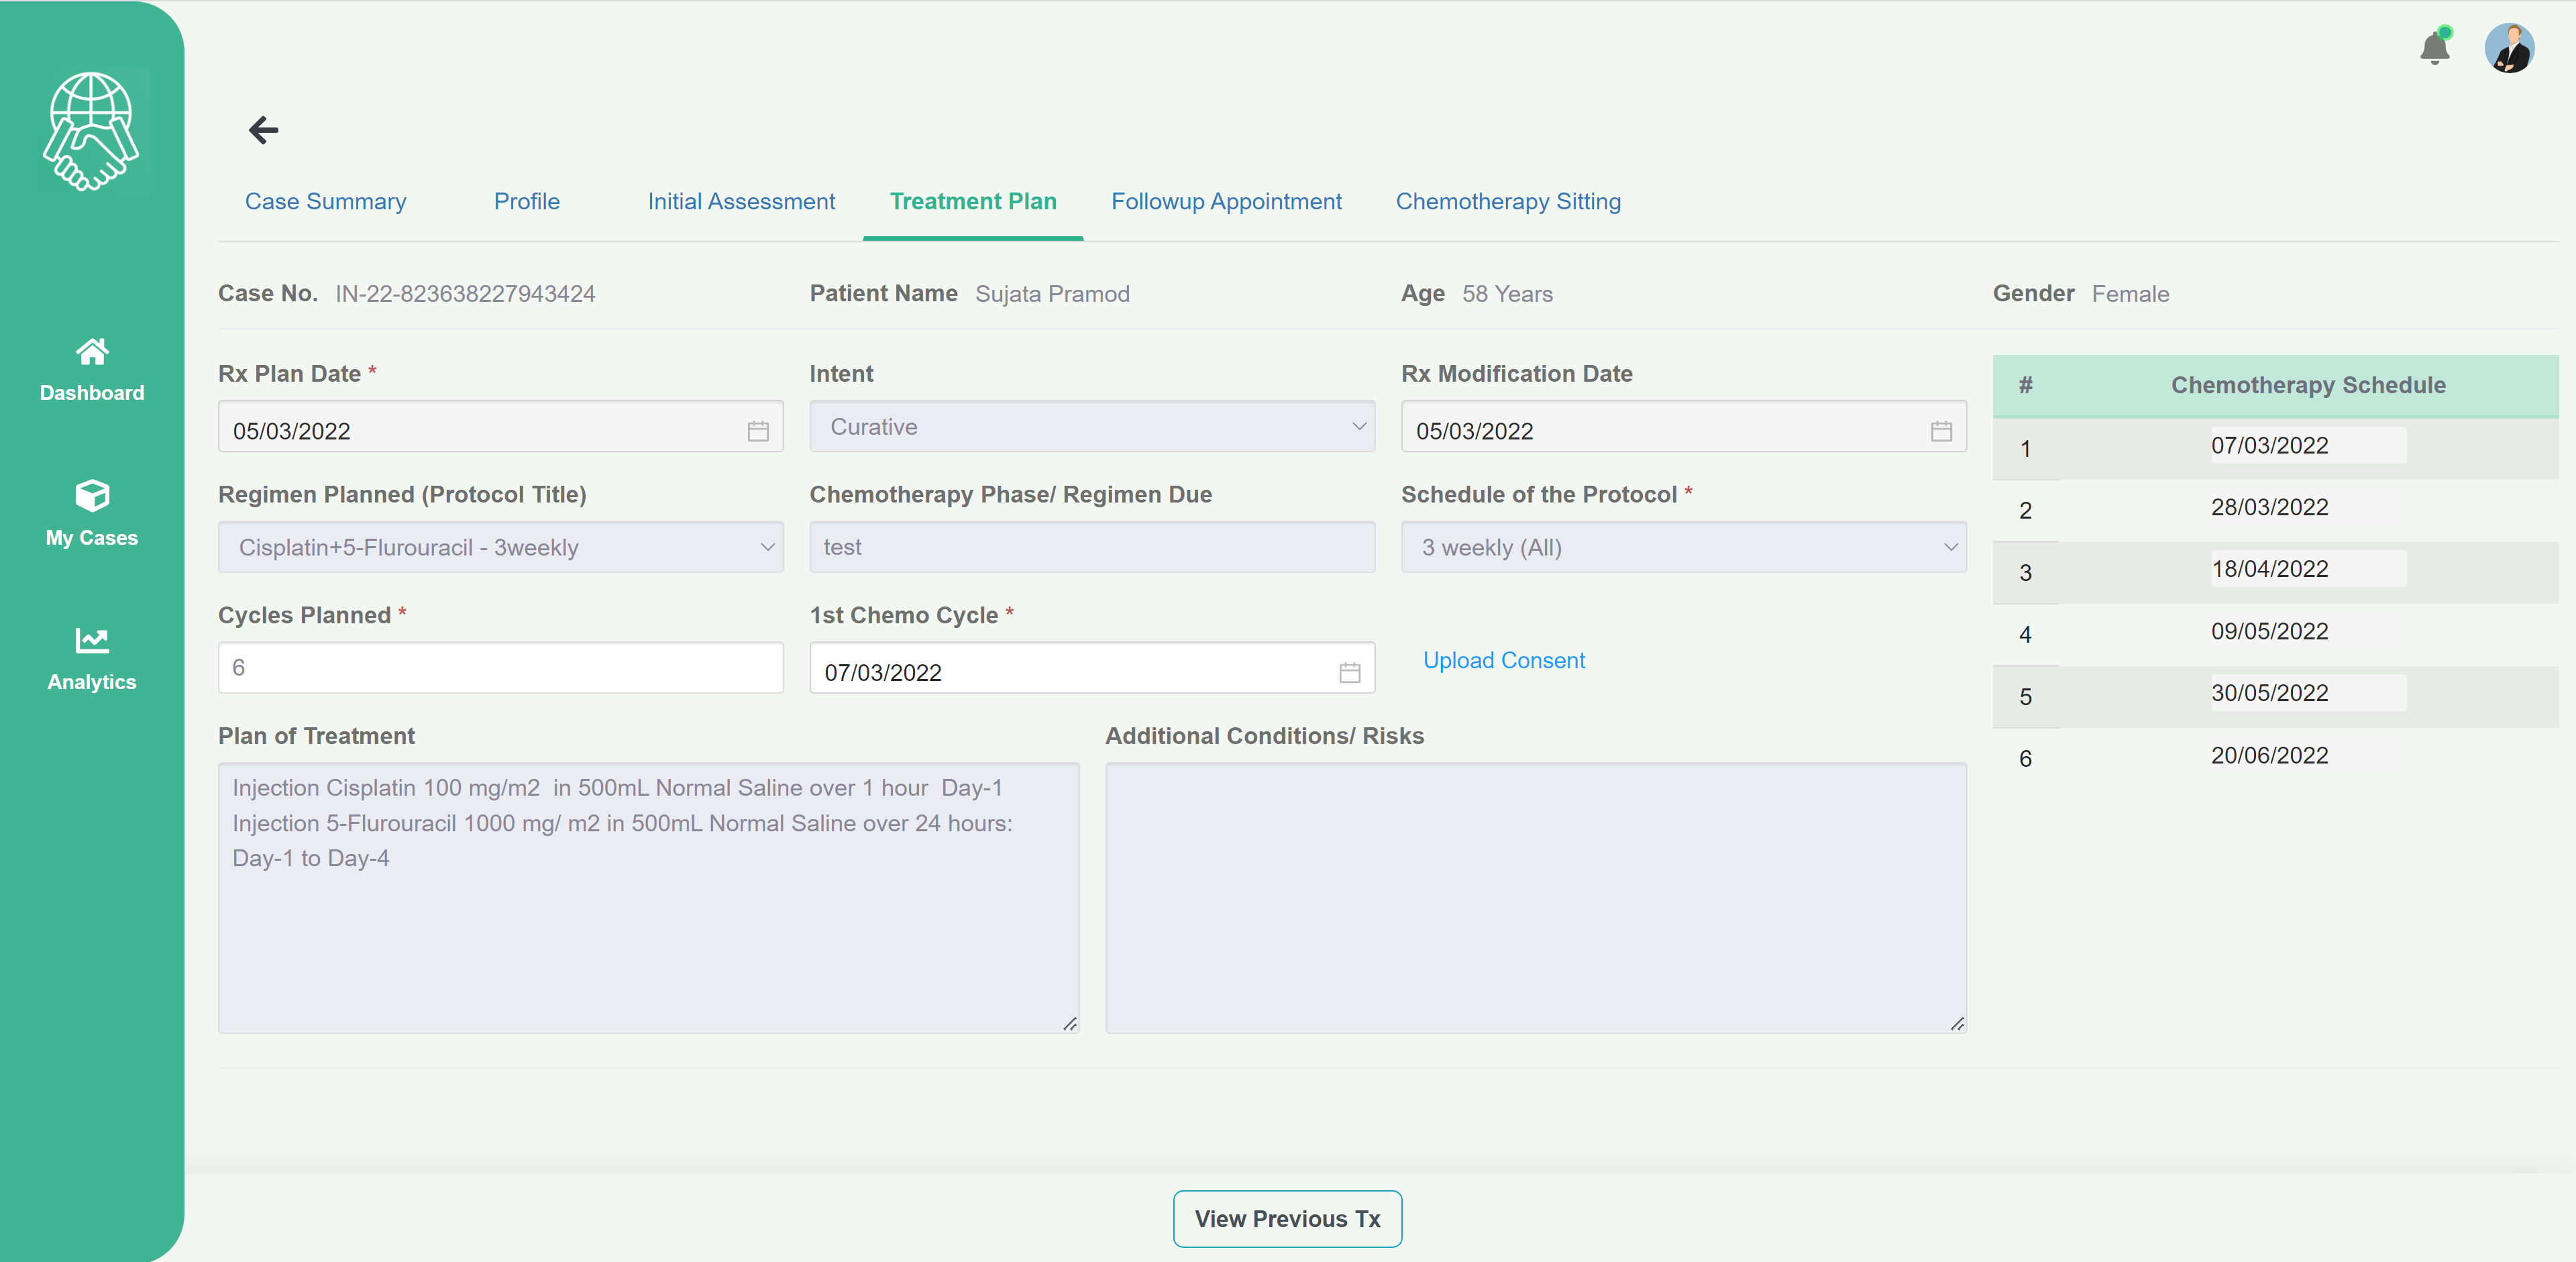 Case Summary Profile Initial Assessment Treatment Plan Followup Appointment Chemotherapy Sitting
Case No. IN-22-823638227943424 Patient Name Sujata Pramod Age 58 Years Gender Female
Dashboard
My Cases
Analytics
Rx Plan Date * Intent Rx Modification Date
05/03/2022 Curative 05/03/2022
Regimen Planned (Protocol Title) Chemotherapy Phase/ Regimen Due Schedule of the Protocol *
Cisplatin+5-Flurouracil - 3weekly test 3 weekly (All)
Cycles Planned * 1st Chemo Cycle *
6 07/03/2022 Upload Consent
Plan of Treatment Additional Conditions/ Risks
Injection Cisplatin 100 mg/m2  in 500mL Normal Saline over 1 hour  Day-1
Injection 5-Flurouracil 1000 mg/ m2 in 500mL Normal Saline over 24 hours:
Day-1 to Day-4
# Chemotherapy Schedule
1 07/03/2022
2 28/03/2022
3 18/04/2022
4 09/05/2022
5 30/05/2022
6 20/06/2022
View Previous Tx